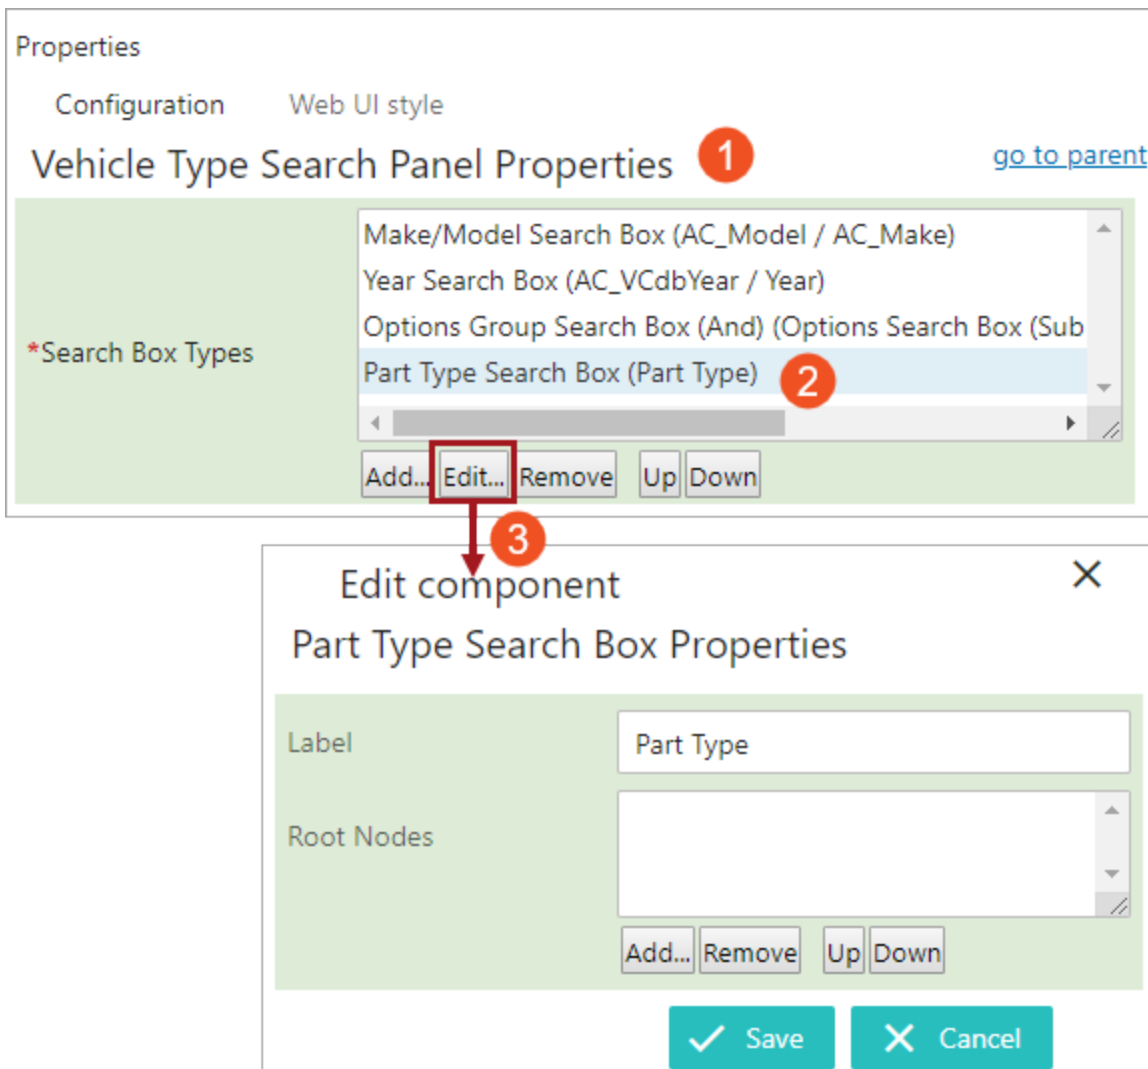 Properties
Configuration Web UI style
Vehicle Type Search Panel Properties 1 go to parent
Make/Model Search Box (AC_Model / AC_Make)
Year Search Box (AC_VCdbYear / Year)
Options Group Search Box (And) (Options Search Box (Sub
*Search Box Types
Part Type Search Box (Part Type) 2
Add... Edit... Remove Up Down
3
Edit component
Part Type Search Box Properties
Label Part Type
Root Nodes
Add... Remove Up Down
Save Cancel